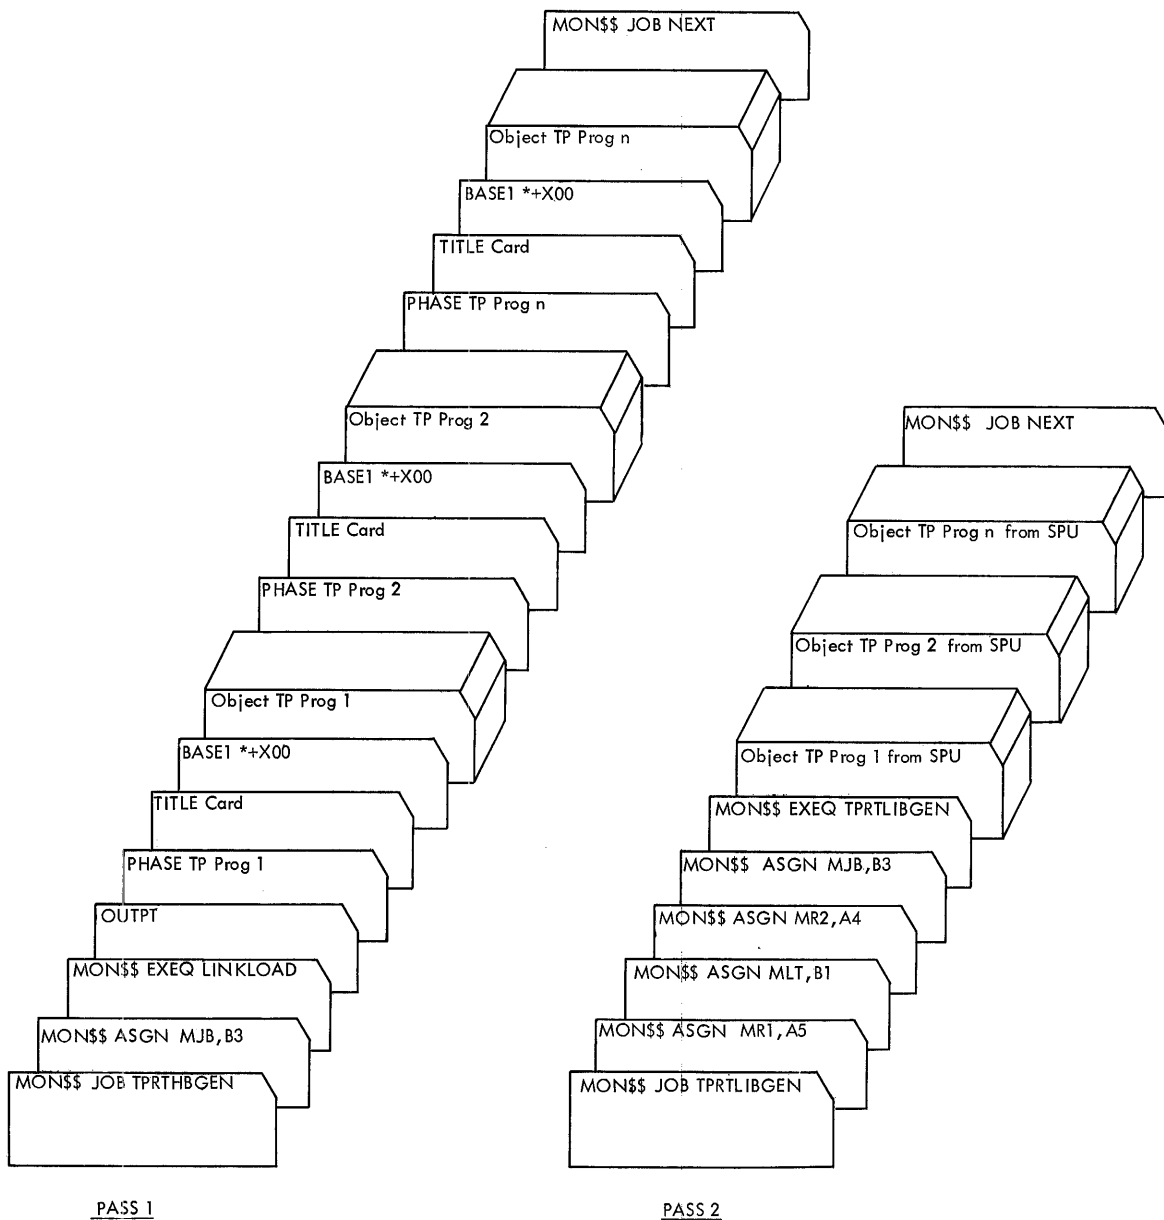 MON$$ JOB NEXT
Object TP Prog n
BASE1 *+X00
TITLE Card
PHASE TP Prog n
Object TP Prog 2
BASE1 *+X00
TITLE Card
PHASE TP Prog 2
Object TP Prog 1
BASE1 *+X00
TITLE Card
PHASE TP Prog 1
OUTPT
MON$$ EXEQ LINKLOAD
MON$$ ASGN MJB,B3
MON$$ JOB TPRTHBGEN
PASS 1
MON$$ JOB NEXT
Object TP Prog n from SPU
Object TP Prog 2 from SPU
Object TP Prog 1 from SPU
MON$$ EXEQ TPRTLIBGEN
MON$$ ASGN MJB,B3
MON$$ ASGN MR2,A4
MON$$ ASGN MLT,B1
MON$$ ASGN MR1,A5
MON$$ JOB TPRTLIBGEN
PASS 2